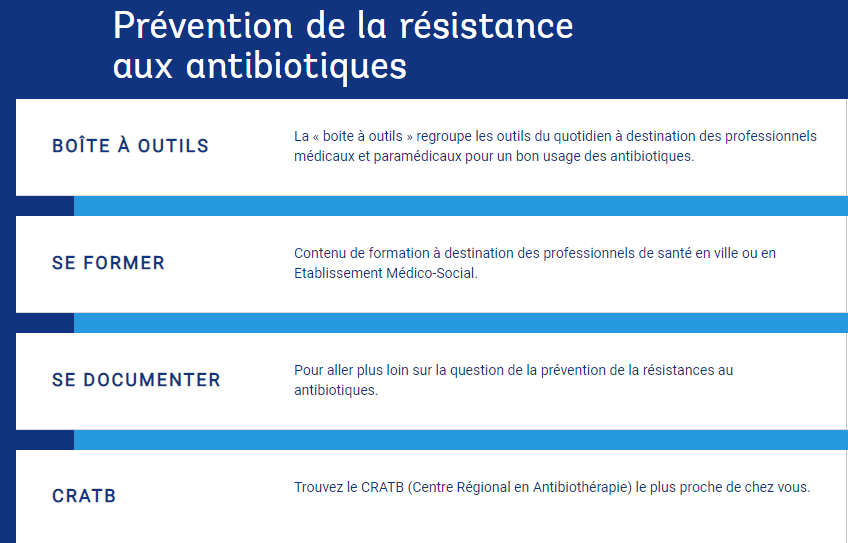 Prévention de la résistance
aux antibiotiques
BOÎTE À OUTILS
La « boite à outils » regroupe les outils du quotidien à destination des professionnels
médicaux et paramédicaux pour un bon usage des antibiotiques.
SE FORMER
Contenu de formation à destination des professionnels de santé en ville ou en
Etablissement Médico-Social.
SE DOCUMENTER
Pour aller plus loin sur la question de la prévention de la résistances au
antibiotiques.
CRATB
Trouvez le CRATB (Centre Régional en Antibiothérapie) le plus proche de chez vous.